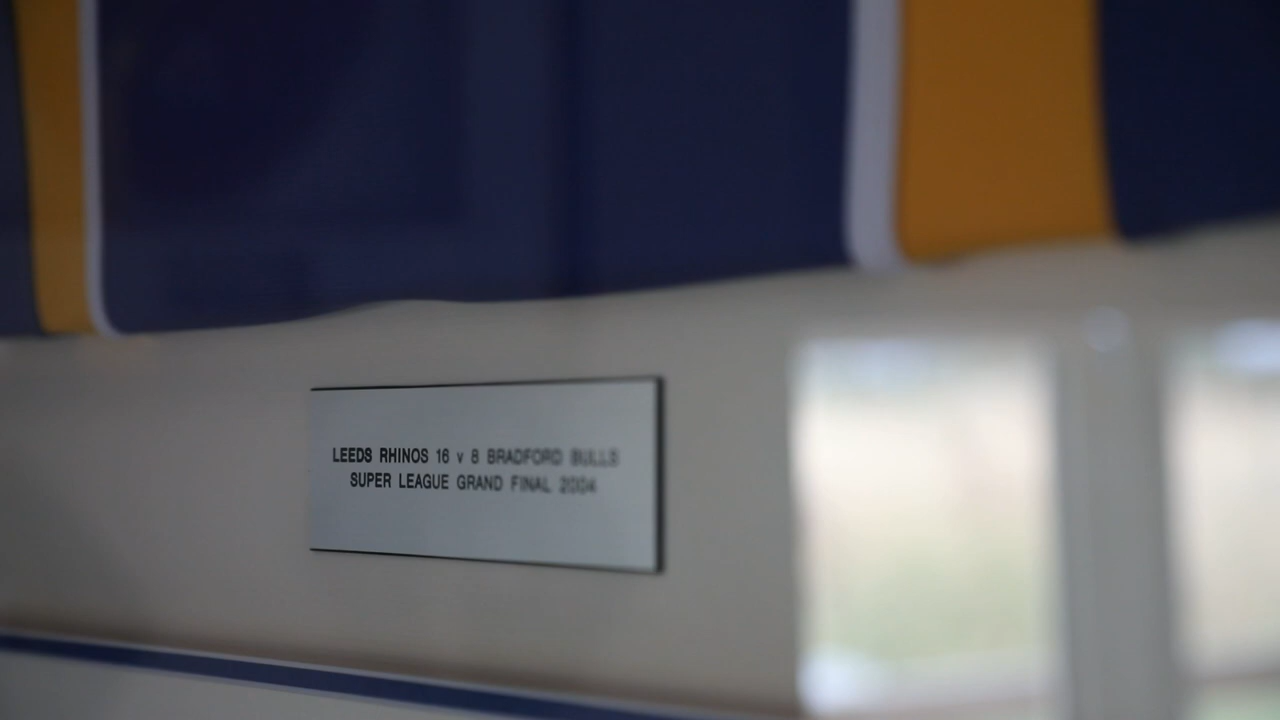 LEEDS RHINOS 16 v 8 BRADFORD BULLS
SUPER LEAGUE GRAND FINAL 2004